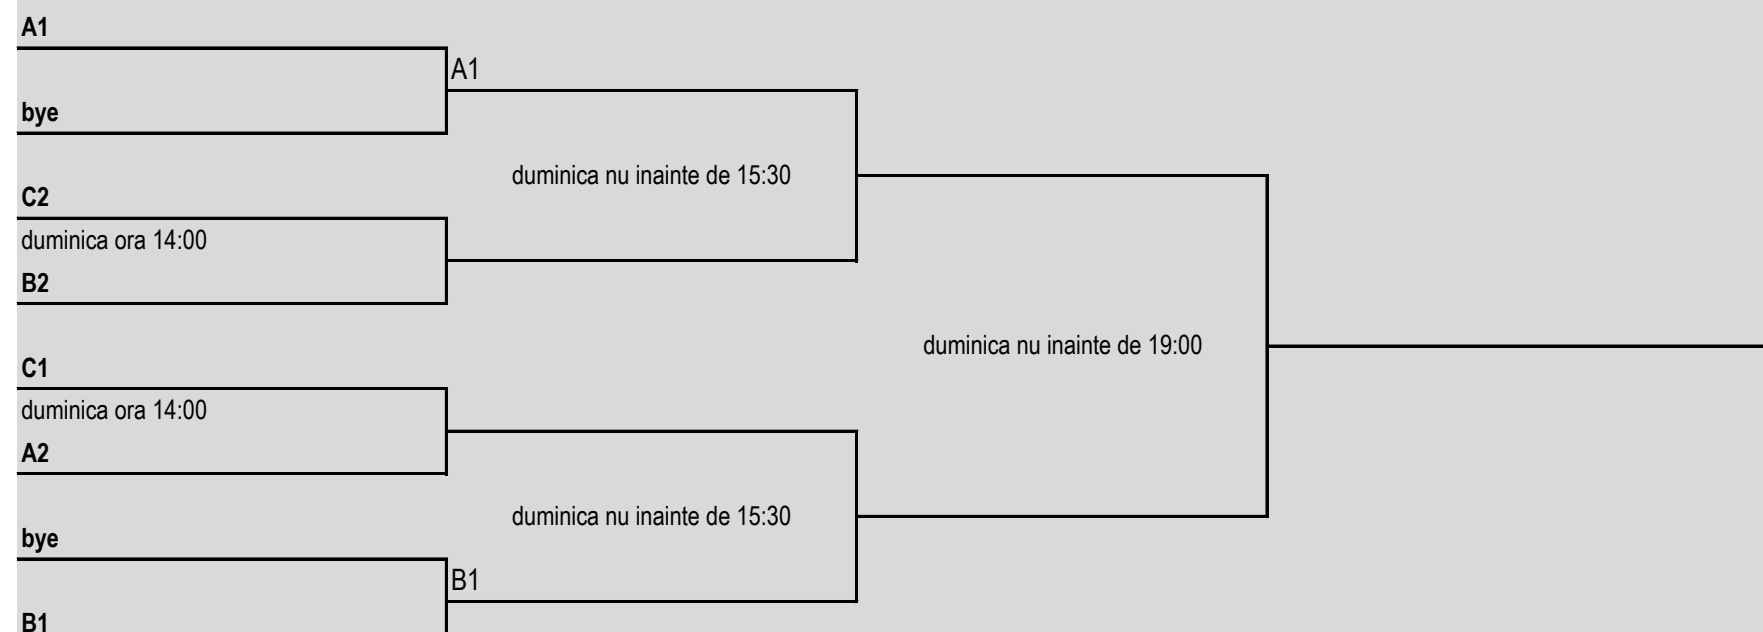 A1
A1
bye
duminica nu inainte de 15:30
C2
duminica ora 14:00
B2
duminica nu inainte de 19:00
C1
duminica ora 14:00
A2
duminica nu inainte de 15:30
bye
B1
B1